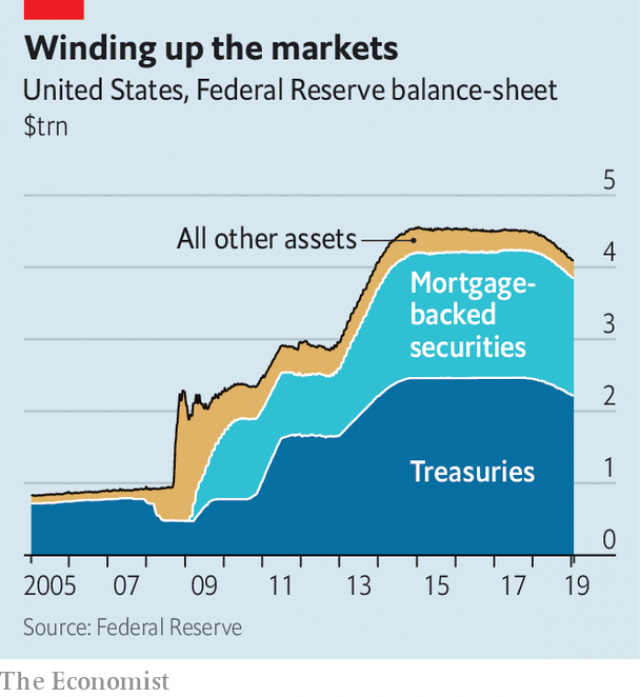 Winding up the markets
United States, Federal Reserve balance-sheet
$trn
5
All other assets
4
Mortgage-
backed
securities
3
2
Treasuries
1
0
2005 07 09 11 13 15 17 19
Source: Federal Reserve
The Economist